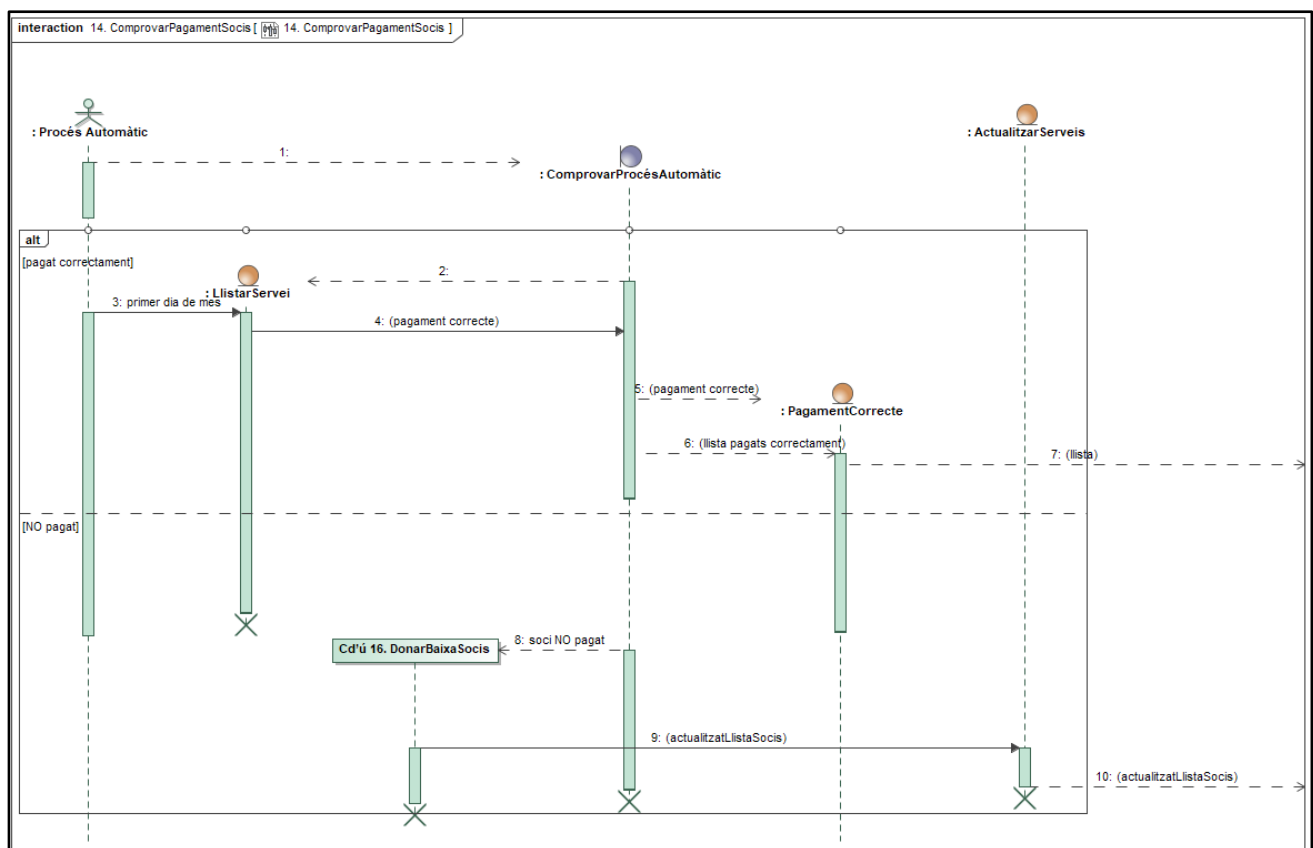 interaction 14. ComprovarPagamentSocis [ 14. ComprovarPagamentSocis ]
: Procés Automàtic
: ActualitzarServeis
1:
: ComprovarProcésAutomàtic
alt
[pagat correctament]
2:
: LlistarServei
3: primer dia de mes
4: (pagament correcte)
5: (pagament correcte)
: PagamentCorrecte
6: (llista pagats correctament)
7: (llista)
[NO pagat]
8: soci NO pagat
Cd'ú 16. DonarBaixaSocis
9: (actualitzatLlistaSocis)
10: (actualitzatLlistaSocis)